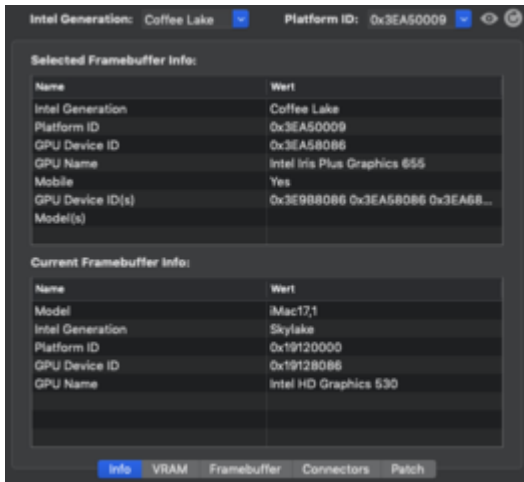 Intel Generation: Coffee Lake Platform ID: 0x3EA50009
Selected Framebuffer Info:
Name Wert
Intel Generation Coffee Lake
Platform ID 0x3EA50009
GPU Device ID 0x3EA58086
GPU Name Intel Iris Plus Graphics 655
Mobile Yes
GPU Device ID(s) 0x3E9B8086 0x3EA58086 0x3EA68...
Model(s)
Current Framebuffer Info:
Name Wert
Model iMac17,1
Intel Generation Skylake
Platform ID 0x19120000
GPU Device ID 0x19128086
GPU Name Intel HD Graphics 530
Info VRAM Framebuffer Connectors Patch